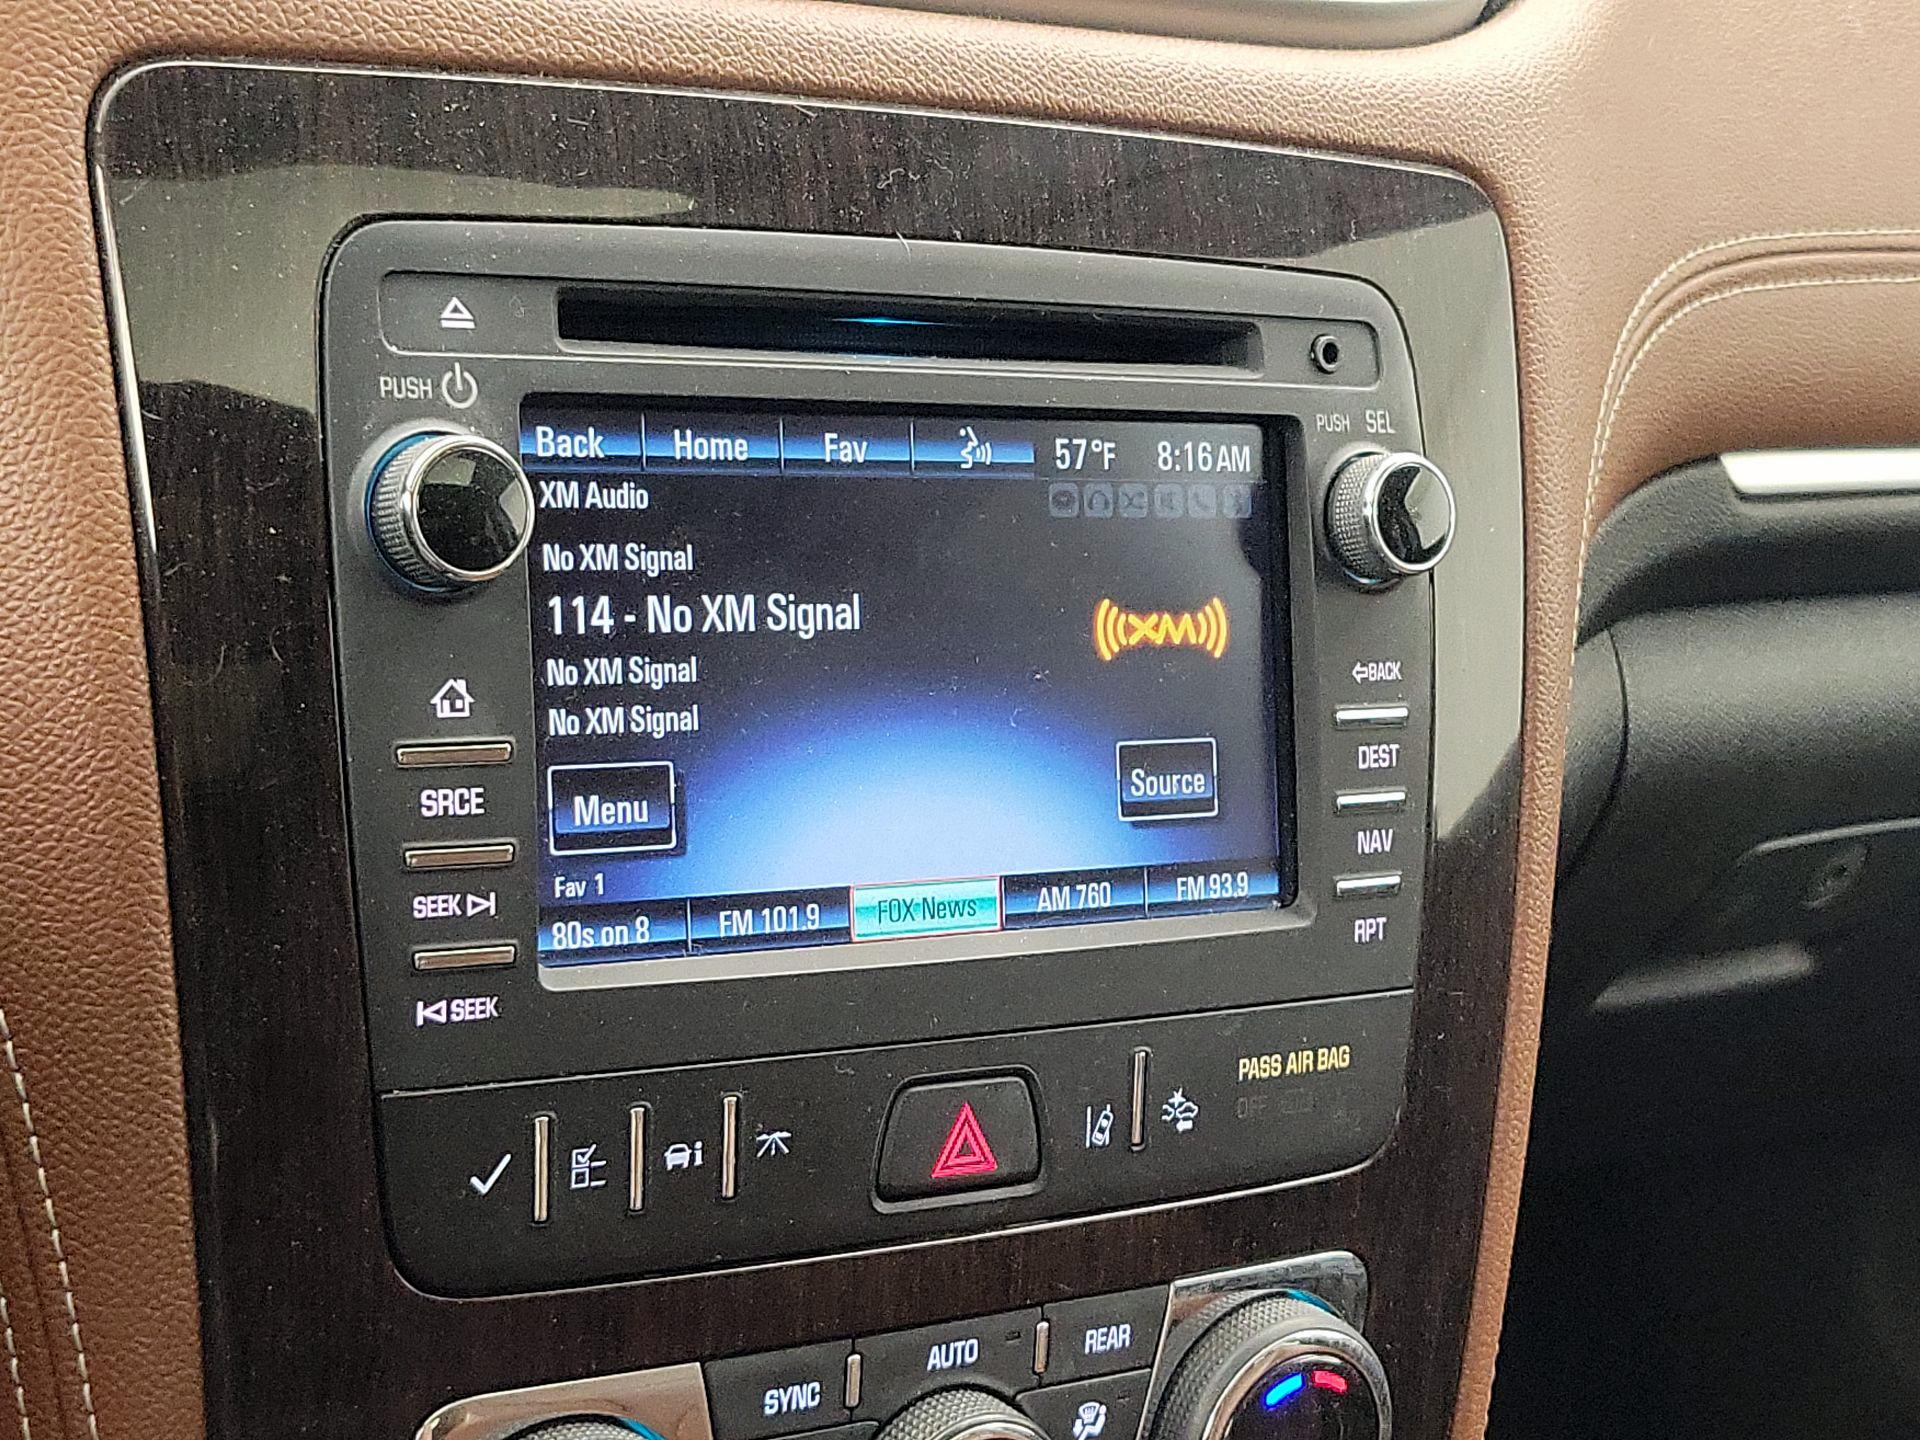 PUSH
PUSH SEL
Back Home Fav 57°F 8:16 AM
XM Audio
No XM Signal
114 - No XM Signal
XM
No XM Signal
No XM Signal
Menu
Source
Fav 1
80s on 8 FM 101.9 FOX News AM 760 FM 93.9
SRCE
SEEK
SEEK
BACK
DEST
NAV
RPT
PASS AIR BAG
OFF
SYNC
AUTO
REAR